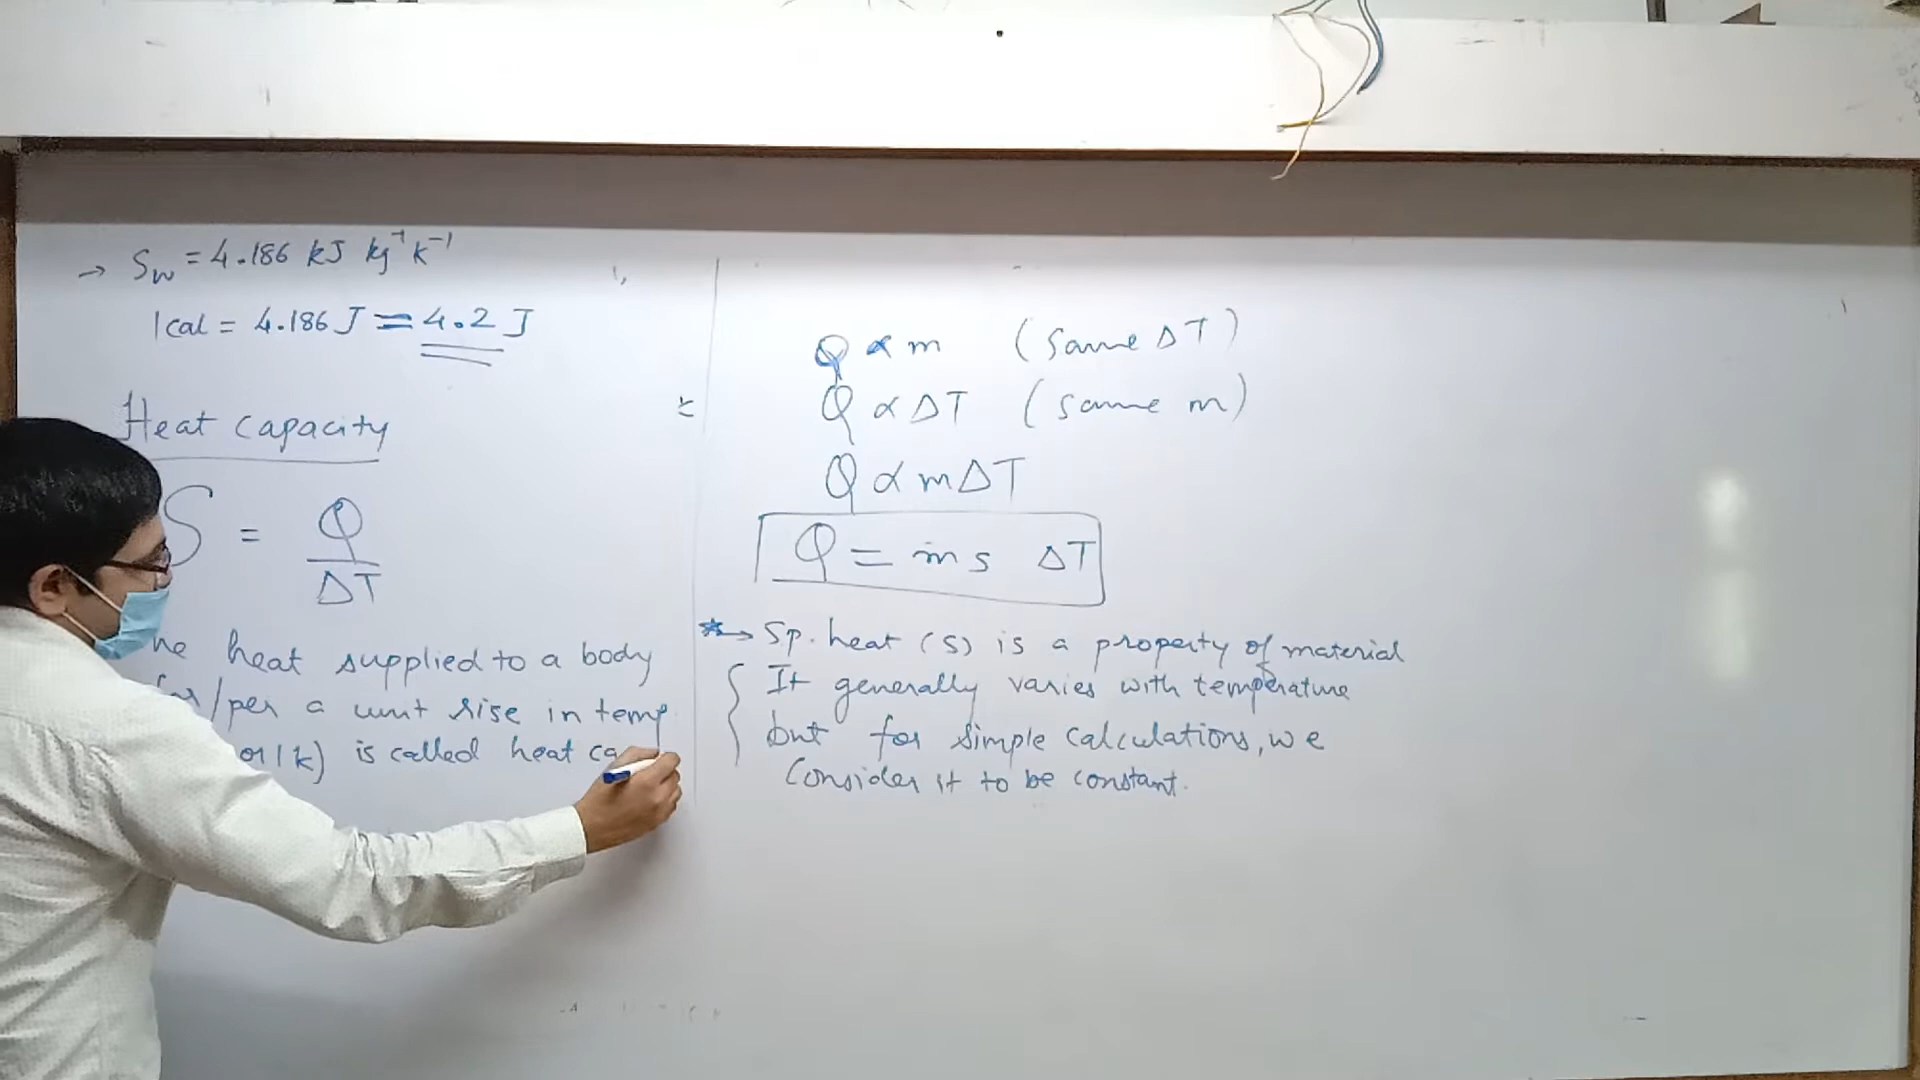 → Sw = 4.186 kJ kg⁻¹ k⁻¹
1cal = 4.186 J = 4.2 J
Heat capacity
S = Q/ΔT
he heat supplied to a body
/per a unit rise in temp
or 1k) is called heat ca
Q ∝ m (same ΔT)
Q ∝ ΔT (same m)
Q ∝ mΔT
Q = ms ΔT
*→ Sp. heat (s) is a property of material
{ It generally varies with temperature
but for simple calculations, we
Consider it to be constant.